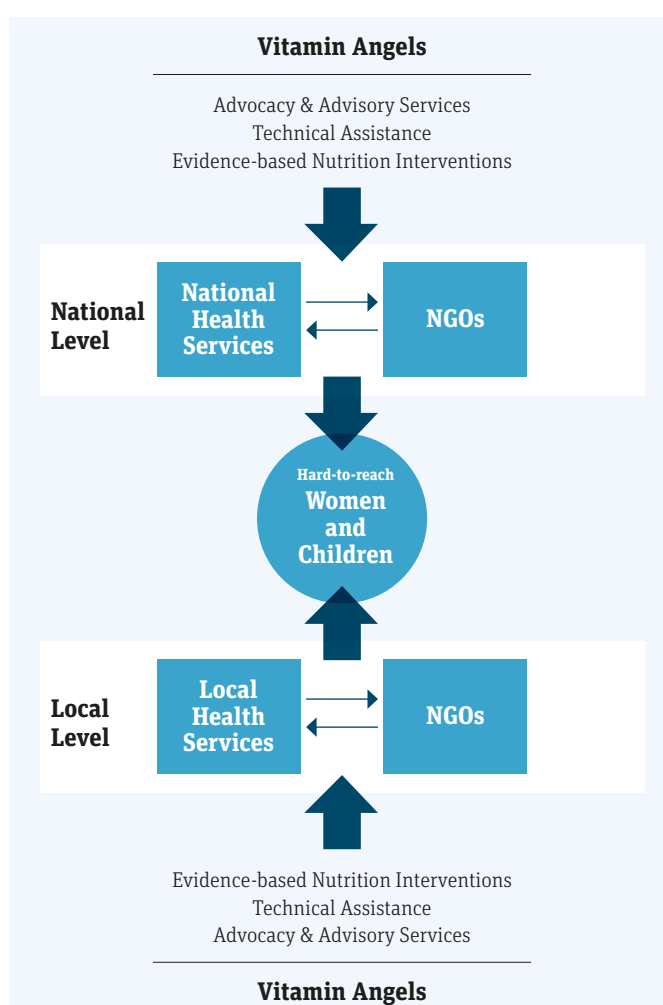 Vitamin Angels
Advocacy & Advisory Services
Technical Assistance
Evidence-based Nutrition Interventions
National
Level
National
Health
Services
NGOs
Hard-to-reach
Women
and
Children
Local
Level
Local
Health
Services
NGOs
Evidence-based Nutrition Interventions
Technical Assistance
Advocacy & Advisory Services
Vitamin Angels